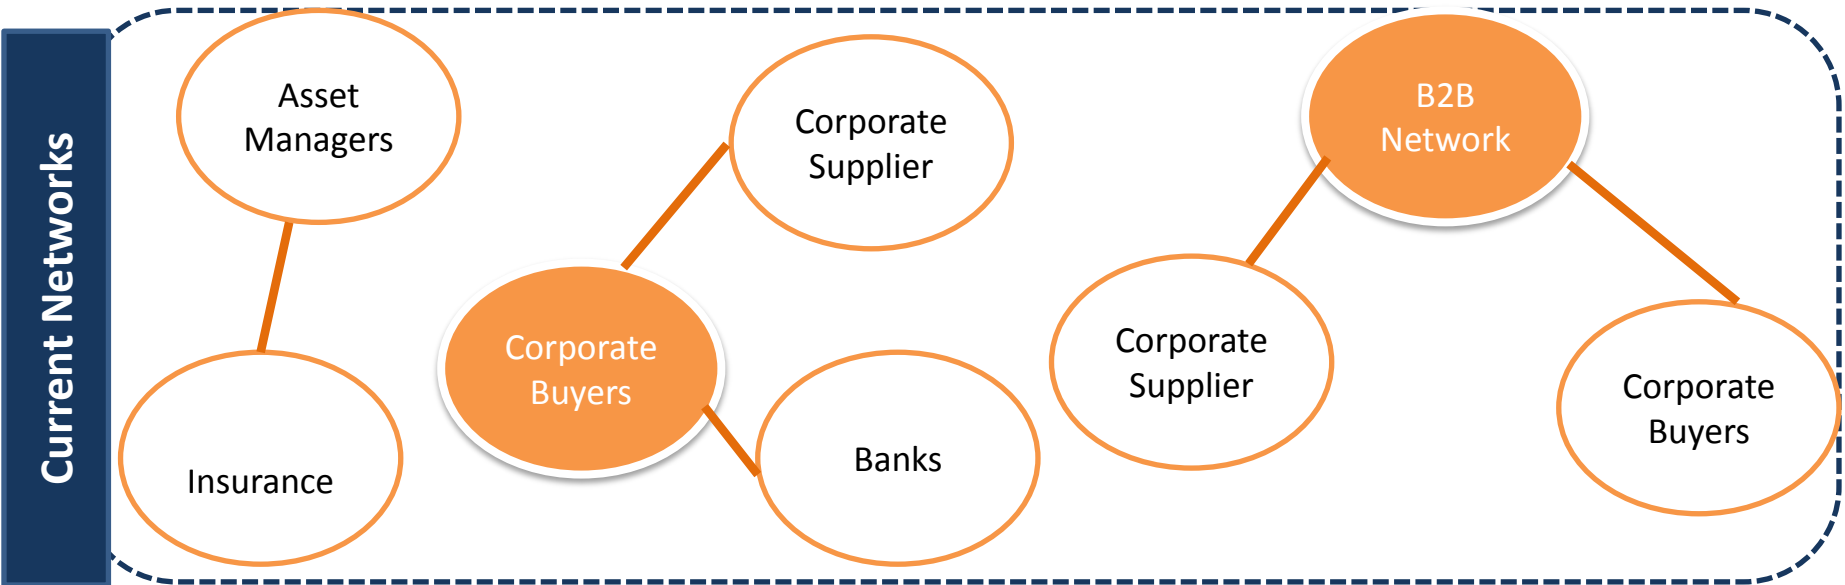 Current Networks
Asset
Managers
Insurance
Corporate
Supplier
Corporate
Buyers
Banks
B2B
Network
Corporate
Supplier
Corporate
Buyers